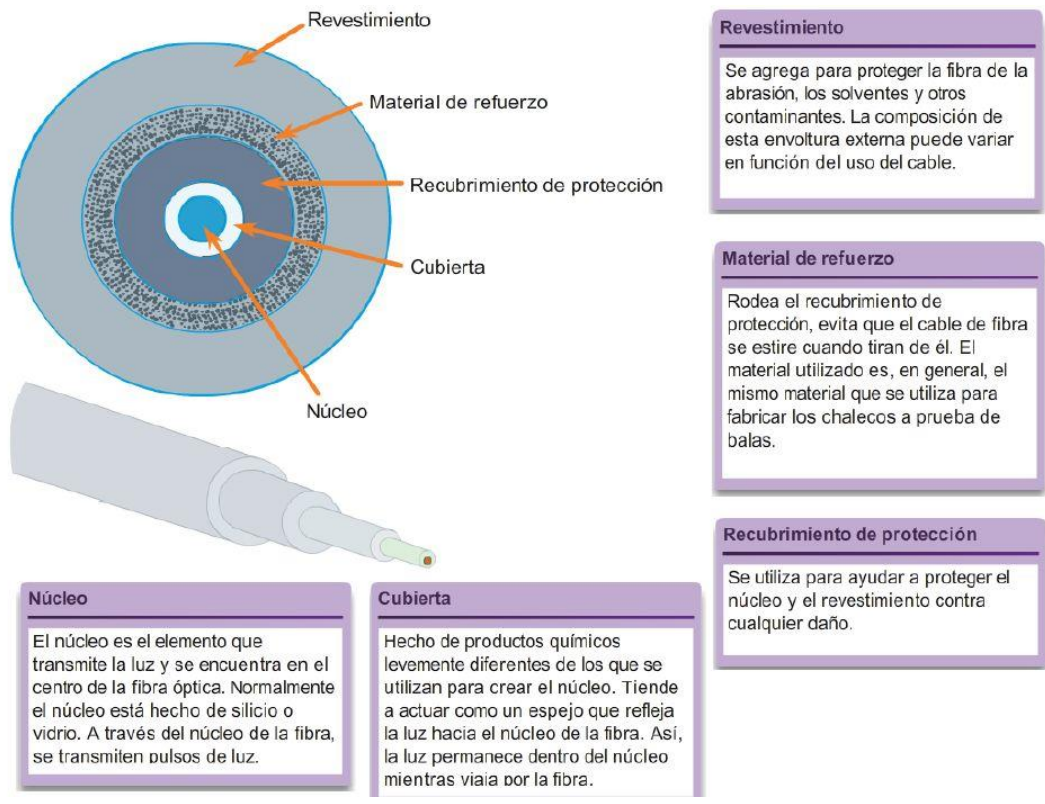 Revestimiento
Material de refuerzo
Recubrimiento de protección
Cubierta
Núcleo
Revestimiento
Se agrega para proteger la fibra de la
abrasión, los solventes y otros
contaminantes. La composición de
esta envoltura externa puede variar
en función del uso del cable.
Material de refuerzo
Rodea el recubrimiento de
protección, evita que el cable de fibra
se estire cuando tiran de él. El
material utilizado es, en general, el
mismo material que se utiliza para
fabricar los chalecos a prueba de
balas.
Recubrimiento de protección
Se utiliza para ayudar a proteger el
núcleo y el revestimiento contra
cualquier daño.
Núcleo
El núcleo es el elemento que
transmite la luz y se encuentra en el
centro de la fibra óptica. Normalmente
el núcleo está hecho de silicio o
vidrio. A través del núcleo de la fibra,
se transmiten pulsos de luz.
Cubierta
Hecho de productos químicos
levemente diferentes de los que se
utilizan para crear el núcleo. Tiende
a actuar como un espejo que refleja
la luz hacia el núcleo de la fibra. Así,
la luz permanece dentro del núcleo
mientras viaja por la fibra.